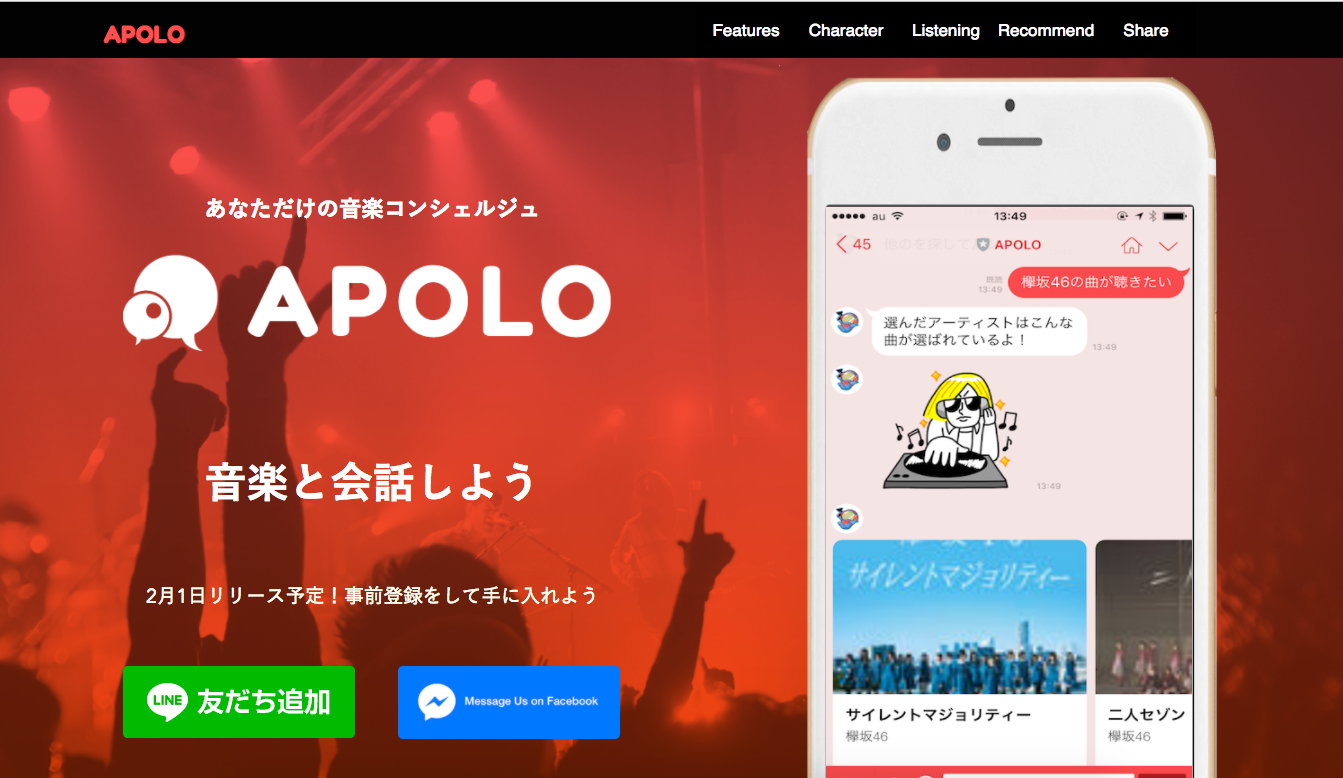 APOLO
Features Character Listening Recommend Share
あなただけの音楽コンシェルジュ
APOLO
音楽と会話しよう
2月1日リリース予定！事前登録をして手に入れよう
LINE 友だち追加
Message Us on Facebook
au 13:49
45 他のを探して APOLO
既読
13:49
欅坂46の曲が聴きたい
選んだアーティストはこんな
曲が選ばれているよ！
13:49
13:49
サイレントマジョリティー
サイレントマジョリティー
欅坂46
二人セゾン
欅坂46